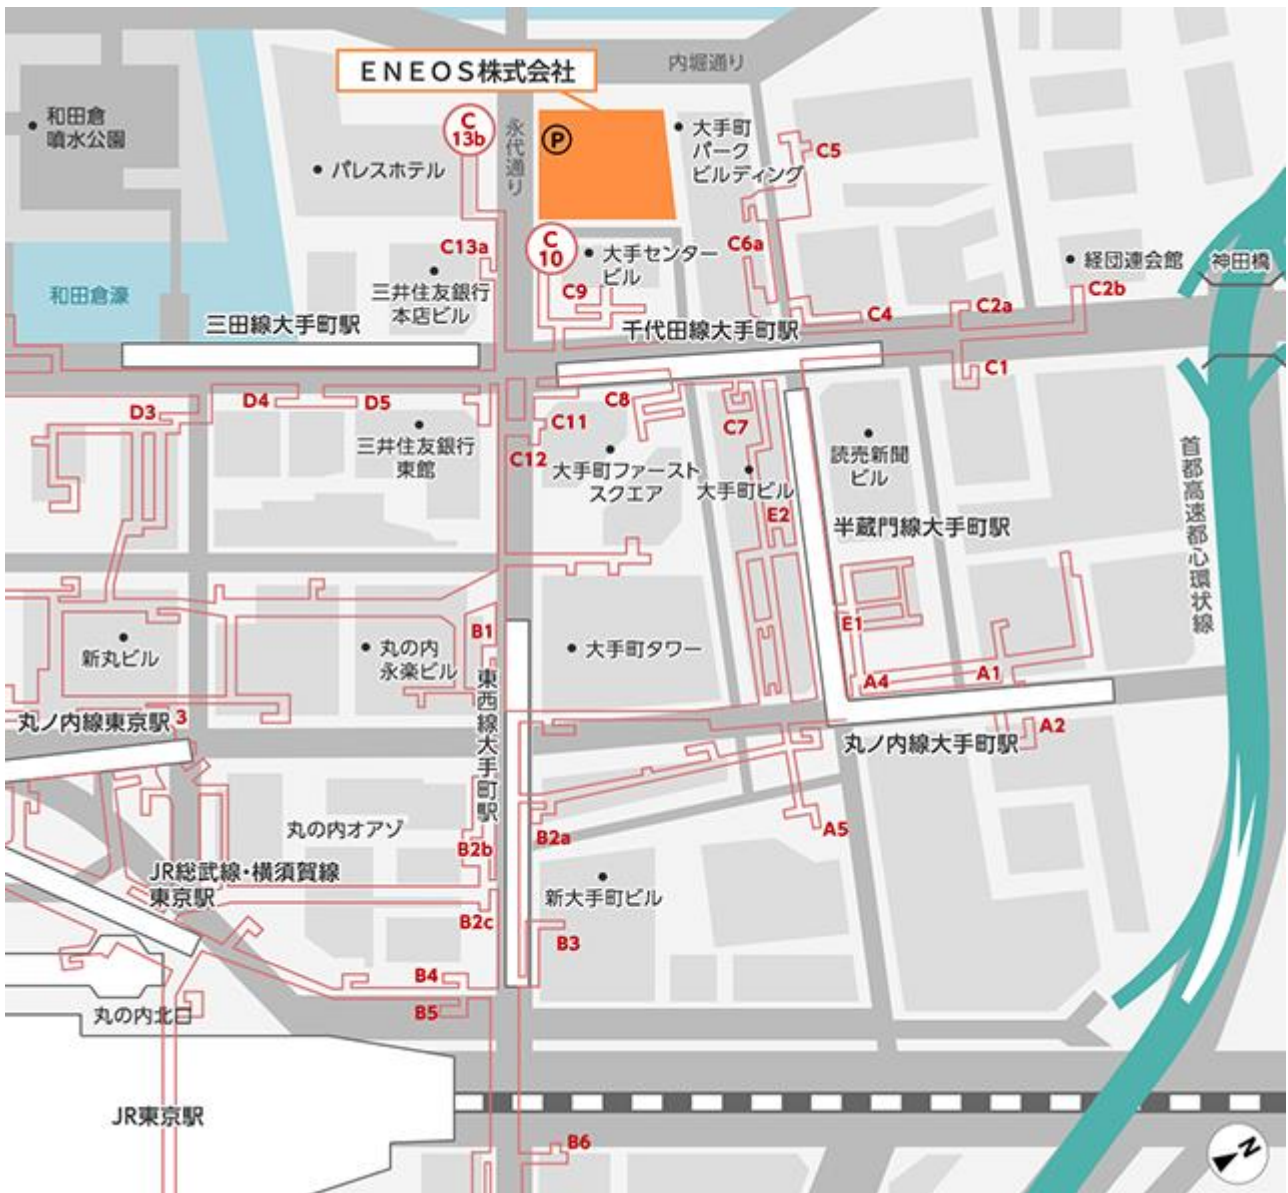 ENEOS株式会社
内堀通り
和田倉
噴水公園
C
13b
永代通り
P
大手町
パーク
ビルディング
C5
パレスホテル
C13a
C
10
大手センター
ビル
C6a
経団連会館
神田橋
和田倉濠
三井住友銀行
本店ビル
C9
C2b
三田線大手町駅
千代田線大手町駅
C4
C2a
C1
D3
D4
D5
C11
C8
C7
三井住友銀行
東館
C12
大手町ファースト
スクエア
大手町ビル
読売新聞
ビル
首都高速都心環状線
E2
半蔵門線大手町駅
新丸ビル
丸の内
永楽ビル
B1
大手町タワー
E1
A4
A1
丸ノ内線東京駅
3
東西線大手町駅
丸ノ内線大手町駅
A2
丸の内オアゾ
B2b
B2a
A5
JR総武線・横須賀線
東京駅
B2c
新大手町ビル
B3
B4
B5
丸の内北口
JR東京駅
B6
N